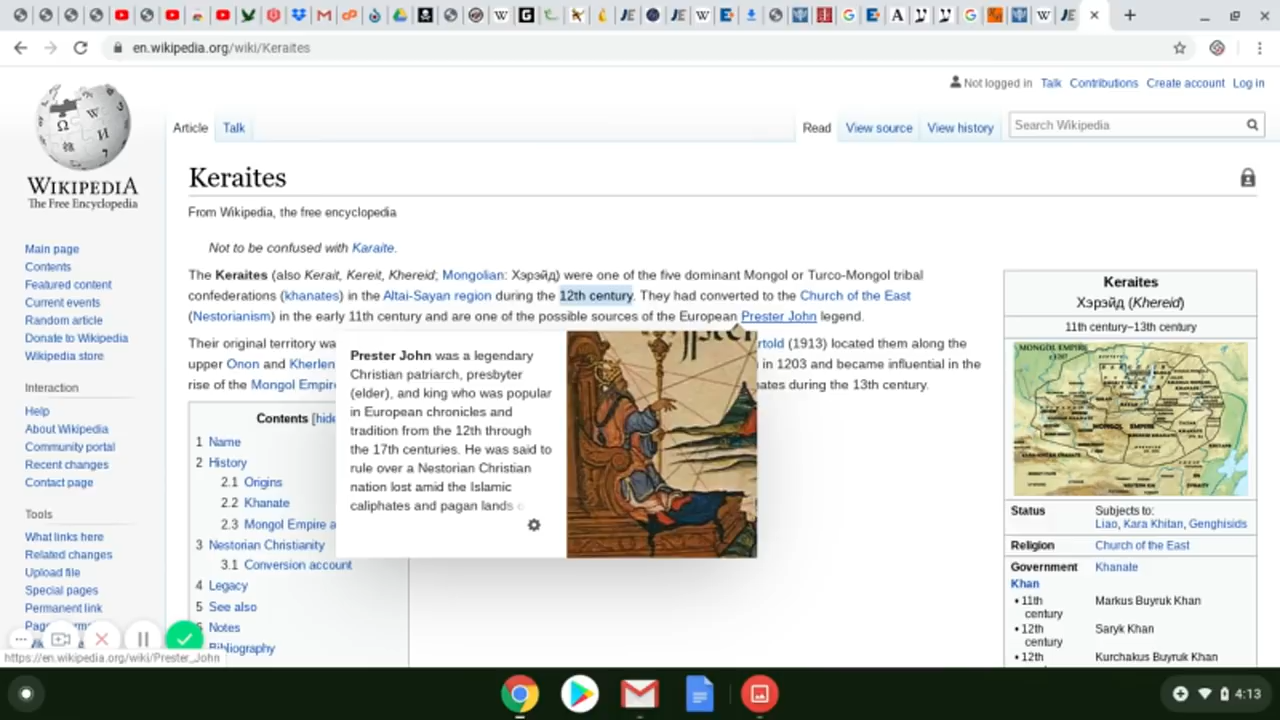 en.wikipedia.org/wiki/Keraites
Not logged in Talk Contributions Create account Log in
Article Talk Read View source View history Search Wikipedia
WIKIPEDIA
The Free Encyclopedia
Main page
Contents
Featured content
Current events
Random article
Donate to Wikipedia
Wikipedia store
Interaction
Help
About Wikipedia
Community portal
Recent changes
Contact page
Tools
What links here
Related changes
Upload file
Special pages
Permanent link
https://en.wikipedia.org/wiki/Prester_John
Keraites
From Wikipedia, the free encyclopedia
Not to be confused with Karaite.
The Keraites (also Kerait, Kereit, Khereid; Mongolian: Хэрэйд) were one of the five dominant Mongol or Turco-Mongol tribal
confederations (khanates) in the Altai-Sayan region during the 12th century. They had converted to the Church of the East
(Nestorianism) in the early 11th century and are one of the possible sources of the European Prester John legend.
Their original territory (1913) located them along the
upper Onon and Kherlen in 1203 and became influential in the
rise of the Mongol Empire during the 13th century.
Prester John was a legendary
Christian patriarch, presbyter
(elder), and king who was popular
in European chronicles and
tradition from the 12th through
the 17th centuries. He was said to
rule over a Nestorian Christian
nation lost amid the Islamic
caliphates and pagan lands
Contents [hide
1 Name
2 History
2.1 Origins
2.2 Khanate
2.3 Mongol Empire a
3 Nestorian Christianity
3.1 Conversion account
4 Legacy
5 See also
6 Notes
Bibliography
Keraites
Хэрэйд (Khereid)
11th century–13th century
MONGOL EMPIRE
MONGOL EMPIRE
Status Subjects to:
Liao, Kara Khitan, Genghisids
Religion Church of the East
Government Khanate
Khan
• 11th century Markus Buyruk Khan
• 12th century Saryk Khan
• 12th Kurchakus Buyruk Khan
4:13